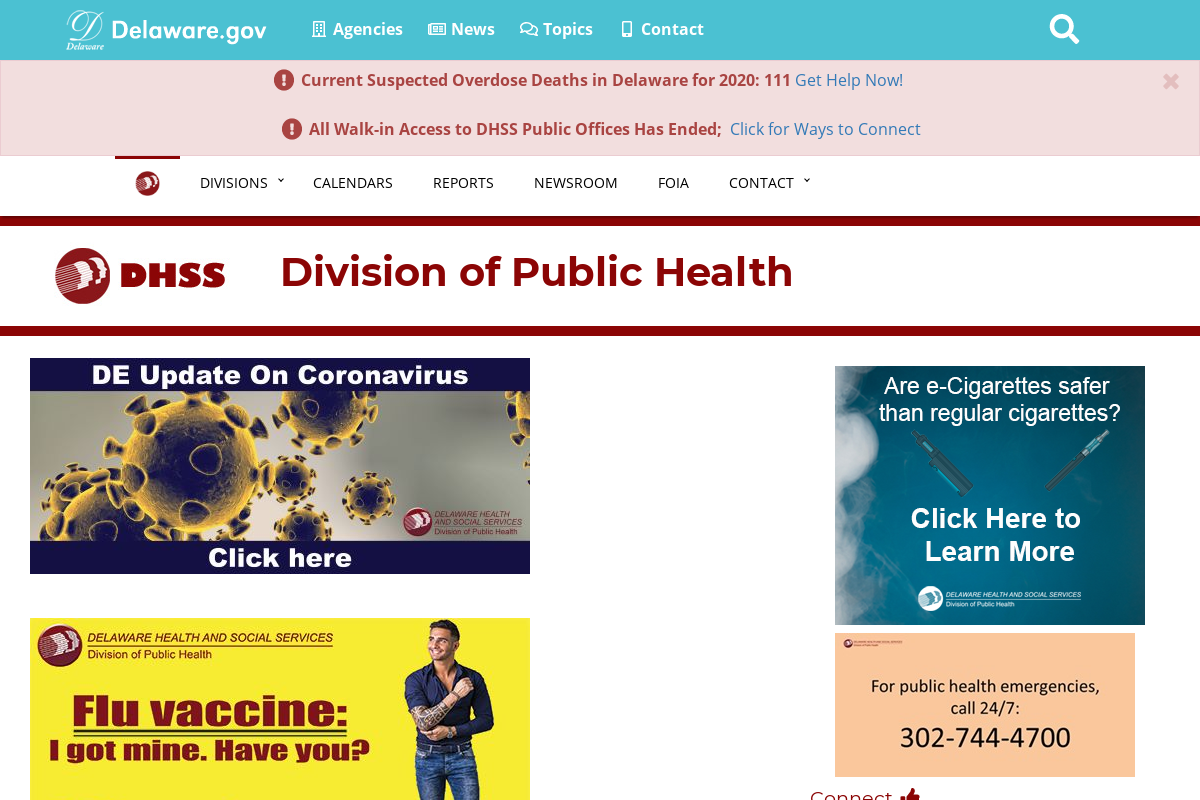 Delaware
Delaware.gov
Agencies
News
Topics
Contact
Current Suspected Overdose Deaths in Delaware for 2020: 111 Get Help Now!
All Walk-in Access to DHSS Public Offices Has Ended; Click for Ways to Connect
DIVISIONS
CALENDARS
REPORTS
NEWSROOM
FOIA
CONTACT
DHSS
Division of Public Health
DE Update On Coronavirus
DELAWARE HEALTH
AND SOCIAL SERVICES
Division of Public Health
Click here
DELAWARE HEALTH AND SOCIAL SERVICES
Division of Public Health
Flu vaccine:
I got mine. Have you?
Are e-Cigarettes safer
than regular cigarettes?
Click Here to
Learn More
DELAWARE HEALTH AND SOCIAL SERVICES
Division of Public Health
For public health emergencies,
call 24/7:
302-744-4700
Connect